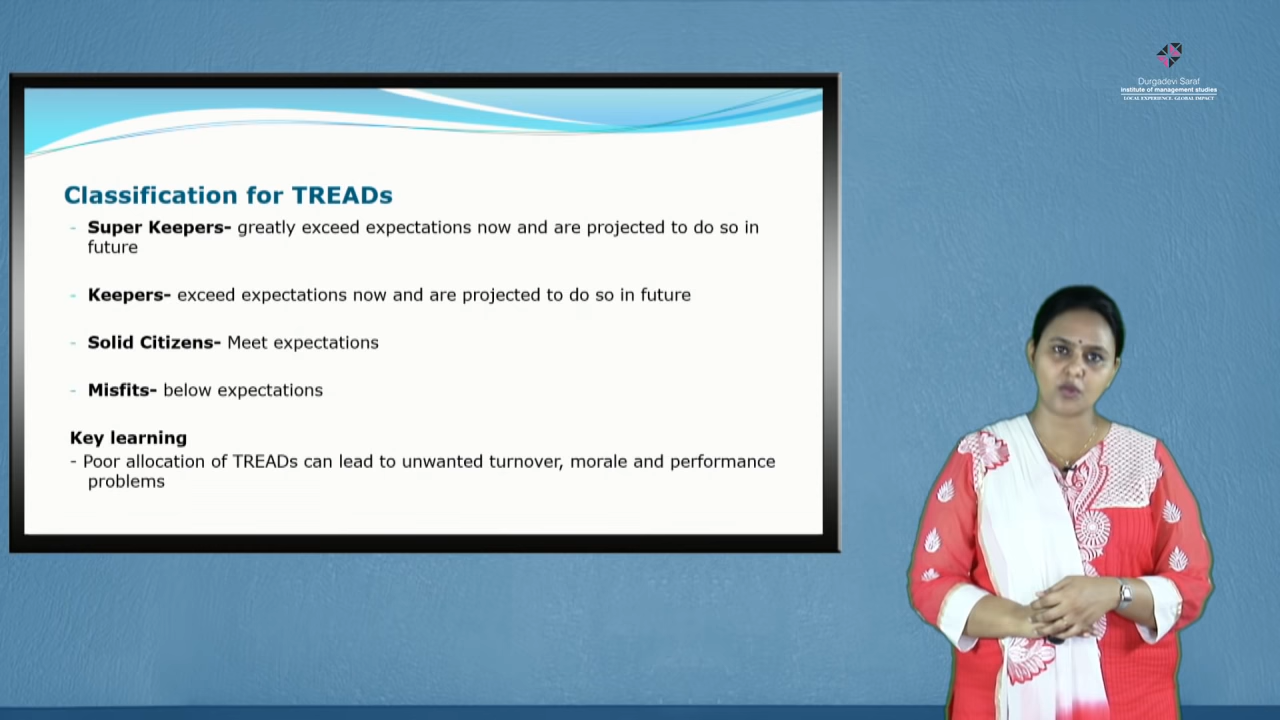 Durgadevi Saraf
institute of management studies
LOCAL EXPERIENCE. GLOBAL IMPACT
Classification for TREADs
- Super Keepers- greatly exceed expectations now and are projected to do so in
future
- Keepers- exceed expectations now and are projected to do so in future
- Solid Citizens- Meet expectations
- Misfits- below expectations
Key learning
- Poor allocation of TREADs can lead to unwanted turnover, morale and performance
problems